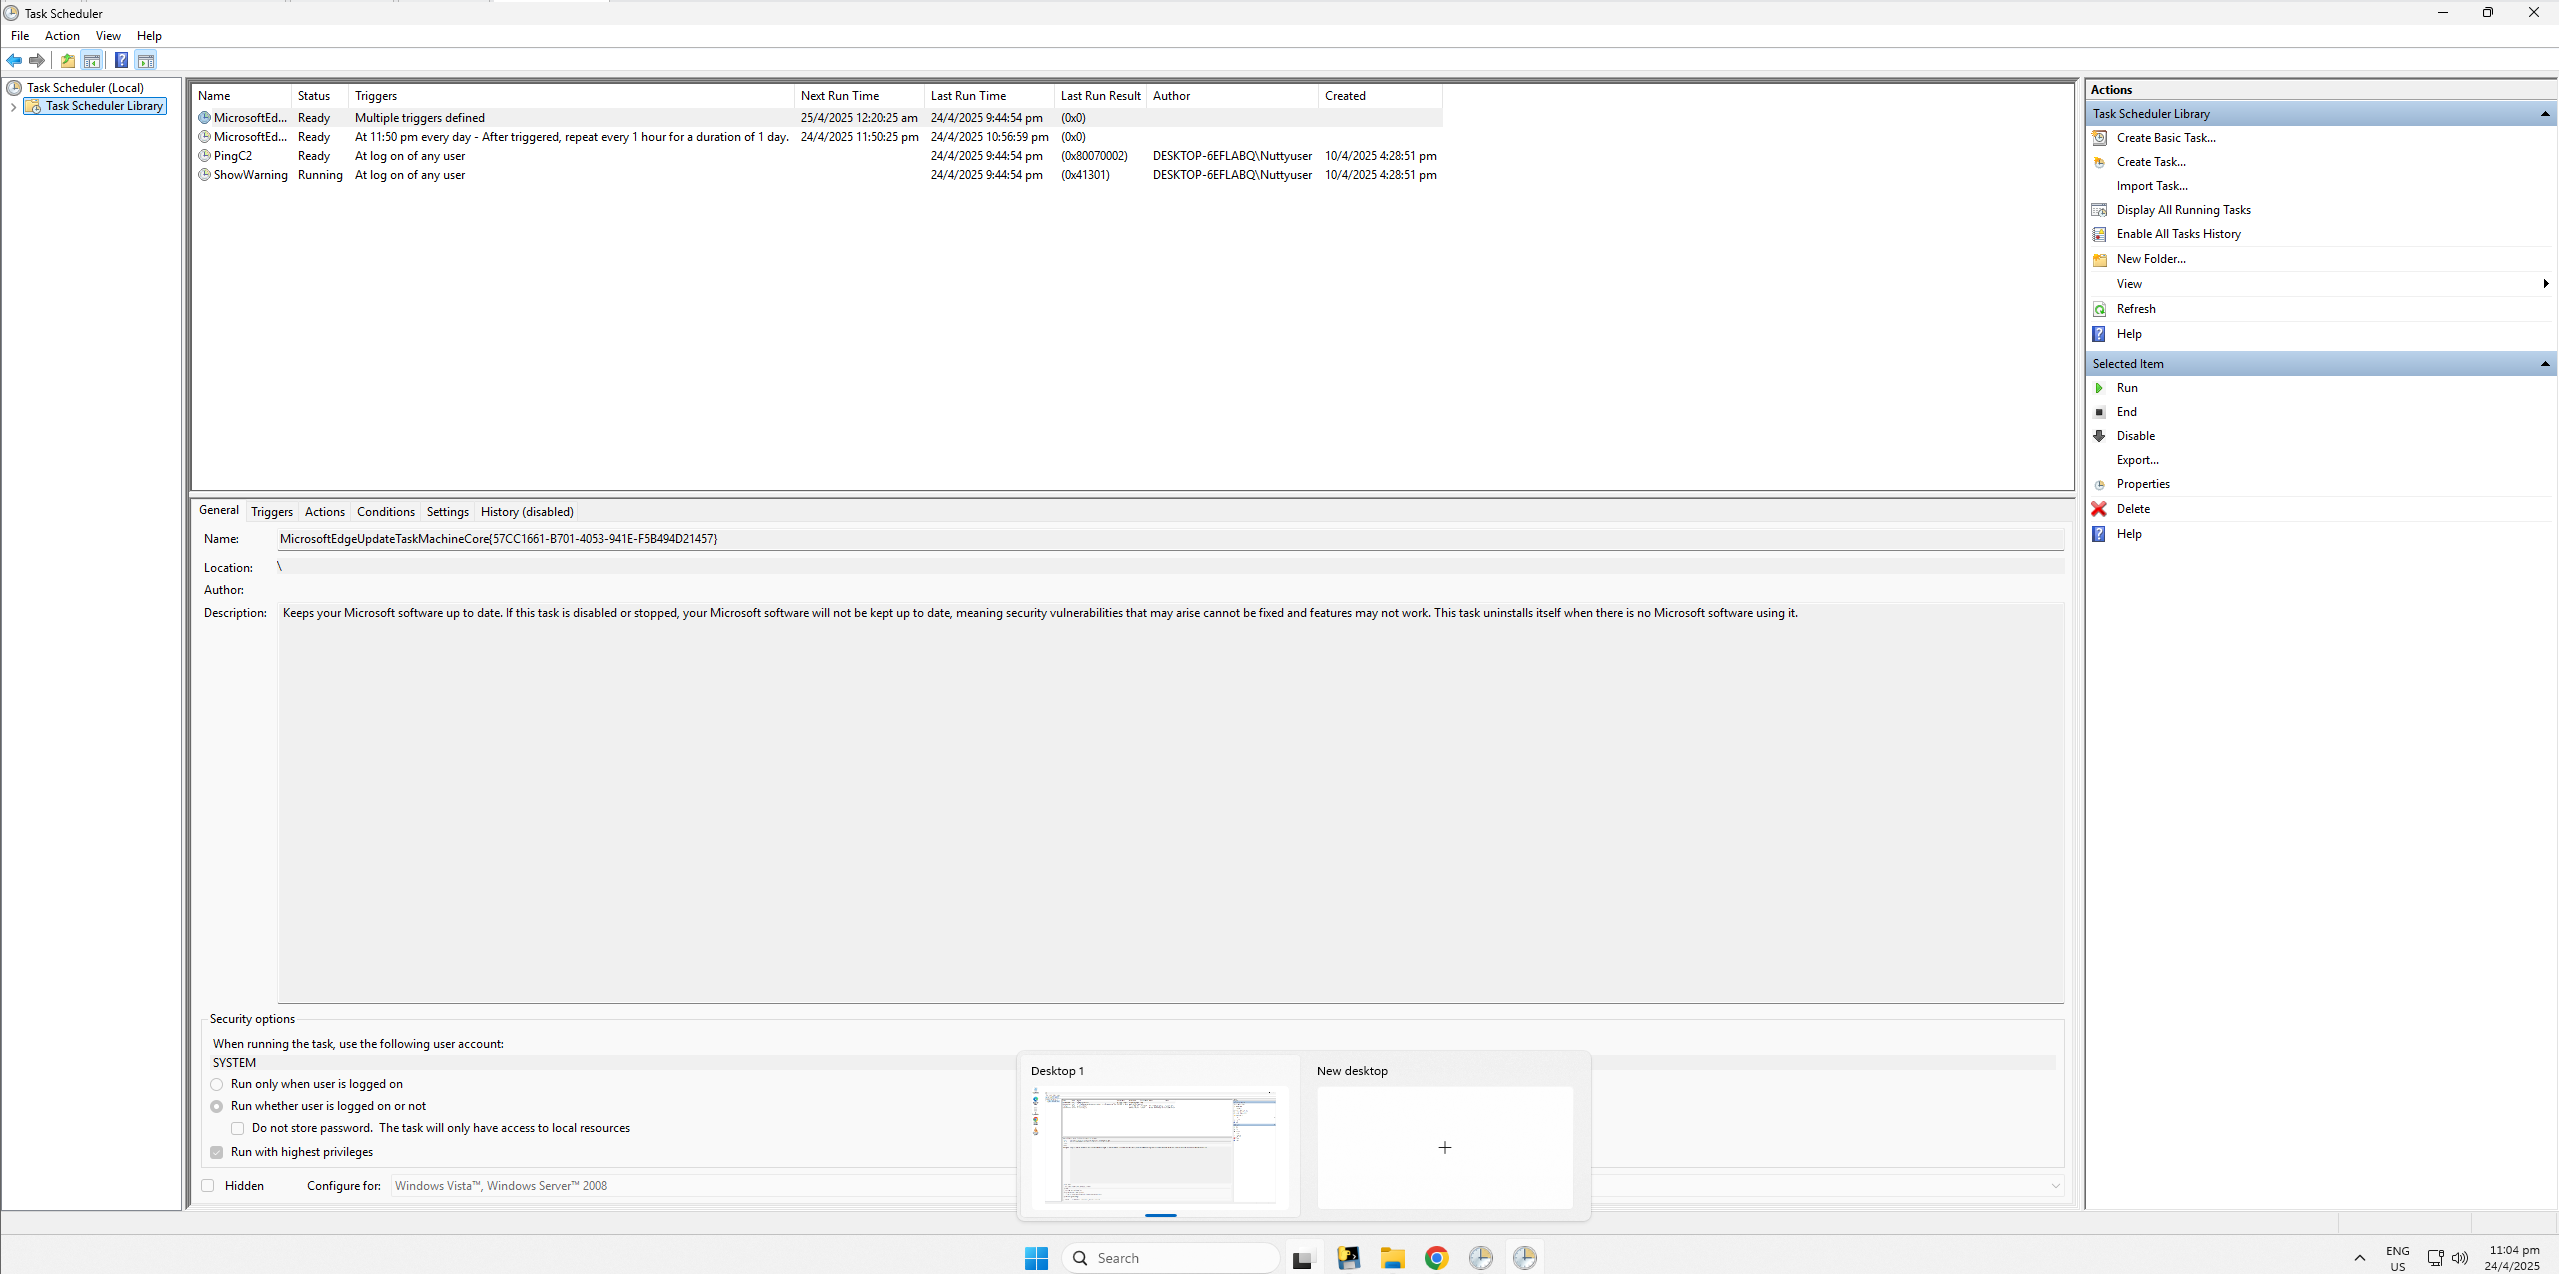 Task Scheduler
File Action View Help
Task Scheduler (Local)
Task Scheduler Library
Name Status Triggers Next Run Time Last Run Time Last Run Result Author Created
MicrosoftEd... Ready Multiple triggers defined 25/4/2025 12:20:25 am 24/4/2025 9:44:54 pm (0x0)
MicrosoftEd... Ready At 11:50 pm every day - After triggered, repeat every 1 hour for a duration of 1 day. 24/4/2025 11:50:25 pm 24/4/2025 10:56:59 pm (0x0)
PingC2 Ready At log on of any user 24/4/2025 9:44:54 pm (0x80070002) DESKTOP-6EFLABQ\Nuttyuser 10/4/2025 4:28:51 pm
ShowWarning Running At log on of any user 24/4/2025 9:44:54 pm (0x41301) DESKTOP-6EFLABQ\Nuttyuser 10/4/2025 4:28:51 pm
General Triggers Actions Conditions Settings History (disabled)
Name: MicrosoftEdgeUpdateTaskMachineCore{57CC1661-B701-4053-941E-F5B494D21457}
Location: \
Author:
Description: Keeps your Microsoft software up to date. If this task is disabled or stopped, your Microsoft software will not be kept up to date, meaning security vulnerabilities that may arise cannot be fixed and features may not work. This task uninstalls itself when there is no Microsoft software using it.
Security options
When running the task, use the following user account:
SYSTEM
Run only when user is logged on
Run whether user is logged on or not
Do not store password. The task will only have access to local resources
Run with highest privileges
Hidden Configure for: Windows Vista™, Windows Server™ 2008
Actions
Task Scheduler Library
Create Basic Task...
Create Task...
Import Task...
Display All Running Tasks
Enable All Tasks History
New Folder...
View
Refresh
Help
Selected Item
Run
End
Disable
Export...
Properties
Delete
Help
Desktop 1 New desktop
Search
ENG
US
11:04 pm
24/4/2025